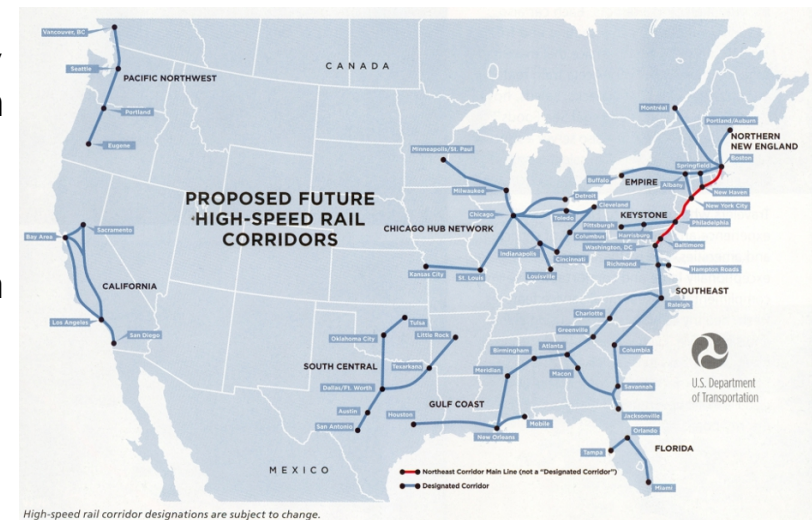 Vancouver, BC
Seattle
PACIFIC NORTHWEST
Portland
Eugene
CANADA
Montréal
Portland/Auburn
NORTHERN
NEW ENGLAND
Boston
Springfield
Buffalo
EMPIRE
Albany
New Haven
New York City
KEYSTONE
Philadelphia
Pittsburgh
Harrisburg
Washington, DC
Baltimore
Richmond
Hampton Roads
SOUTHEAST
Raleigh
Minneapolis/St. Paul
Milwaukee
Detroit
Chicago
Toledo
Cleveland
CHICAGO HUB NETWORK
Columbus
Indianapolis
Cincinnati
Kansas City
St. Louis
Louisville
PROPOSED FUTURE
HIGH-SPEED RAIL
CORRIDORS
Bay Area
Sacramento
CALIFORNIA
Los Angeles
San Diego
Tulsa
Oklahoma City
Little Rock
SOUTH CENTRAL
Texarkana
Dallas/Ft. Worth
Austin
San Antonio
Houston
GULF COAST
New Orleans
Mobile
Meridian
Birmingham
Atlanta
Greenville
Charlotte
Macon
Columbia
Savannah
Jacksonville
Orlando
Tampa
FLORIDA
Miami
U.S. Department
of Transportation
MEXICO
Northeast Corridor Main Line (not a "Designated Corridor")
Designated Corridor
High-speed rail corridor designations are subject to change.